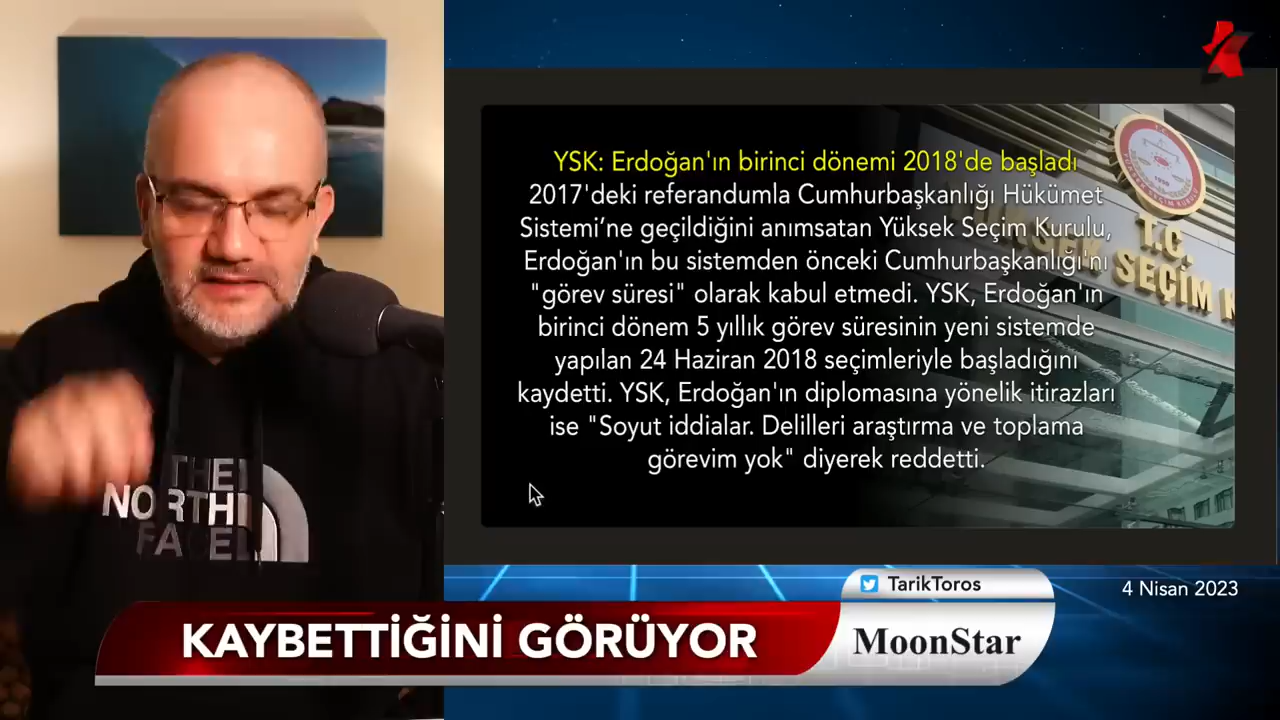 YSK: Erdoğan'ın birinci dönemi 2018'de başladı
2017'deki referandumla Cumhurbaşkanlığı Hükümet
Sistemi’ne geçildiğini anımsatan Yüksek Seçim Kurulu,
Erdoğan'ın bu sistemden önceki Cumhurbaşkanlığı'nı
"görev süresi" olarak kabul etmedi. YSK, Erdoğan'ın
birinci dönem 5 yıllık görev süresinin yeni sistemde
yapılan 24 Haziran 2018 seçimleriyle başladığını
kaydetti. YSK, Erdoğan'ın diplomasına yönelik itirazları
ise "Soyut iddialar. Delilleri araştırma ve toplama
görevim yok" diyerek reddetti.
T.C.
SEÇİM
THE
NORTH
FACE
TarikToros
4 Nisan 2023
KAYBETTİĞİNİ GÖRÜYOR
MoonStar